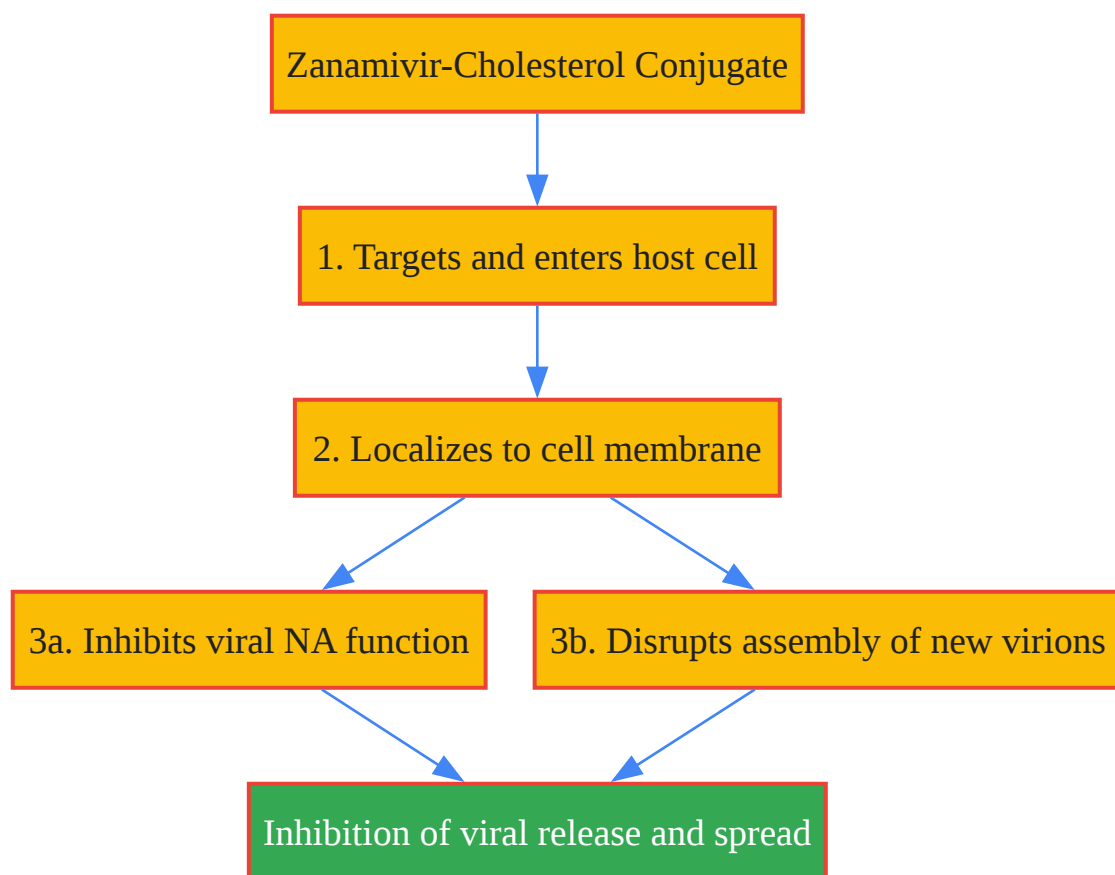 Zanamivir-Cholesterol Conjugate
1. Targets and enters host cell
2. Localizes to cell membrane
3a. Inhibits viral NA function
3b. Disrupts assembly of new virions
Inhibition of viral release and spread